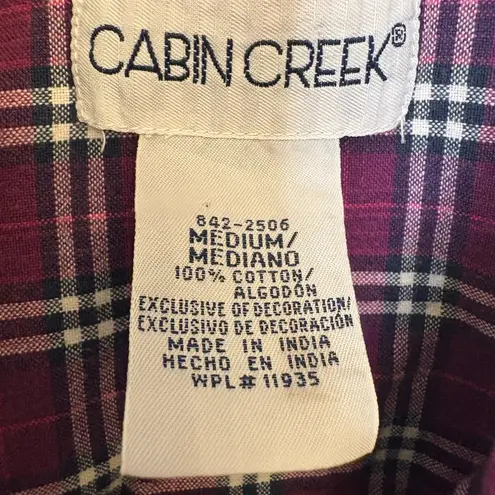 CABIN CREEK®
842-2506
MEDIUM/
MEDIANO
100% COTTON/
ALGODÓN
EXCLUSIVE OF DECORATION/
EXCLUSIVO DE DECORACIÓN
MADE IN INDIA
HECHO EN INDIA
WPL# 11935